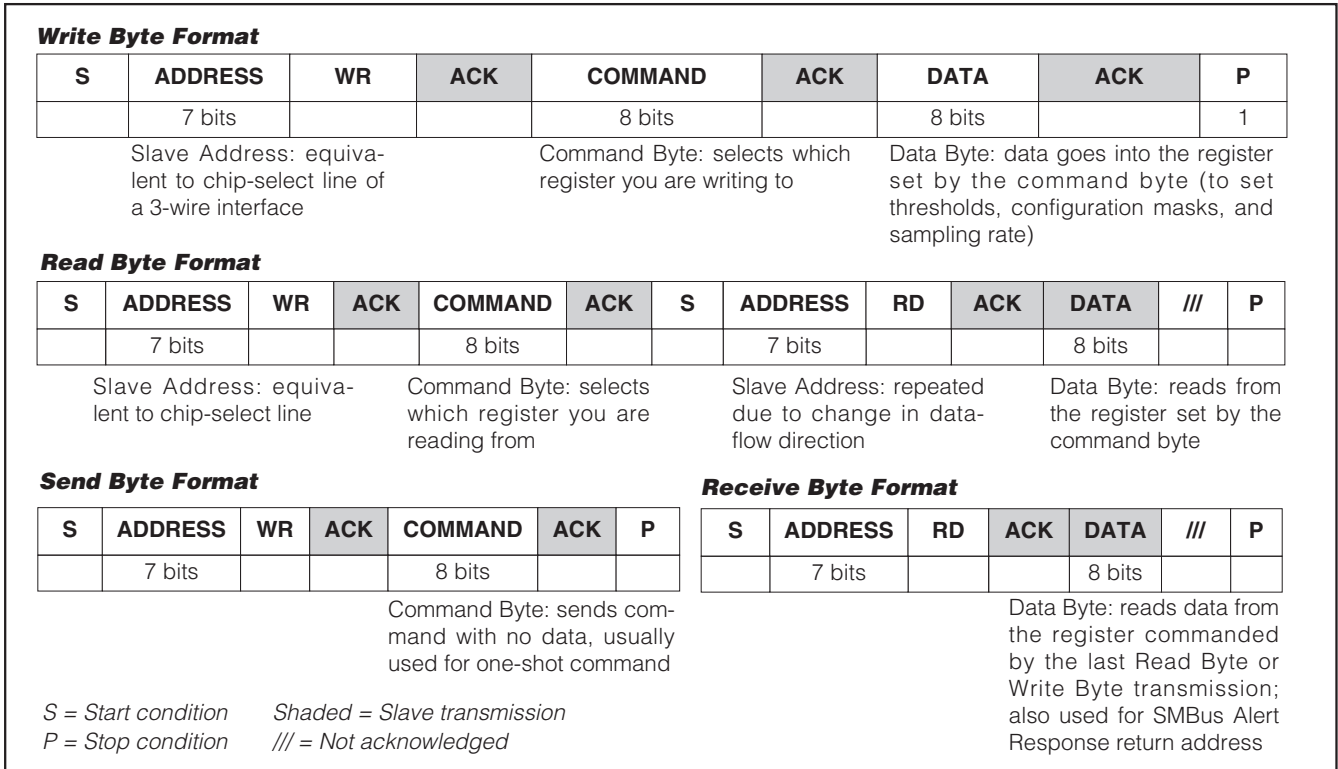 Write Byte Format
S ADDRESS WR ACK COMMAND ACK DATA ACK P
7 bits 8 bits 8 bits 1
Slave Address: equiva-
lent to chip-select line of
a 3-wire interface
Command Byte: selects which
register you are writing to
Data Byte: data goes into the register
set by the command byte (to set
thresholds, configuration masks, and
sampling rate)
Read Byte Format
S ADDRESS WR ACK COMMAND ACK S ADDRESS RD ACK DATA /// P
7 bits 8 bits 7 bits 8 bits
Slave Address: equiva-
lent to chip-select line
Command Byte: selects
which register you are
reading from
Slave Address: repeated
due to change in data-
flow direction
Data Byte: reads from
the register set by the
command byte
Send Byte Format
S ADDRESS WR ACK COMMAND ACK P
7 bits 8 bits
Command Byte: sends com-
mand with no data, usually
used for one-shot command
Receive Byte Format
S ADDRESS RD ACK DATA /// P
7 bits 8 bits
Data Byte: reads data from
the register commanded
by the last Read Byte or
Write Byte transmission;
also used for SMBus Alert
Response return address
S = Start condition Shaded = Slave transmission
P = Stop condition /// = Not acknowledged